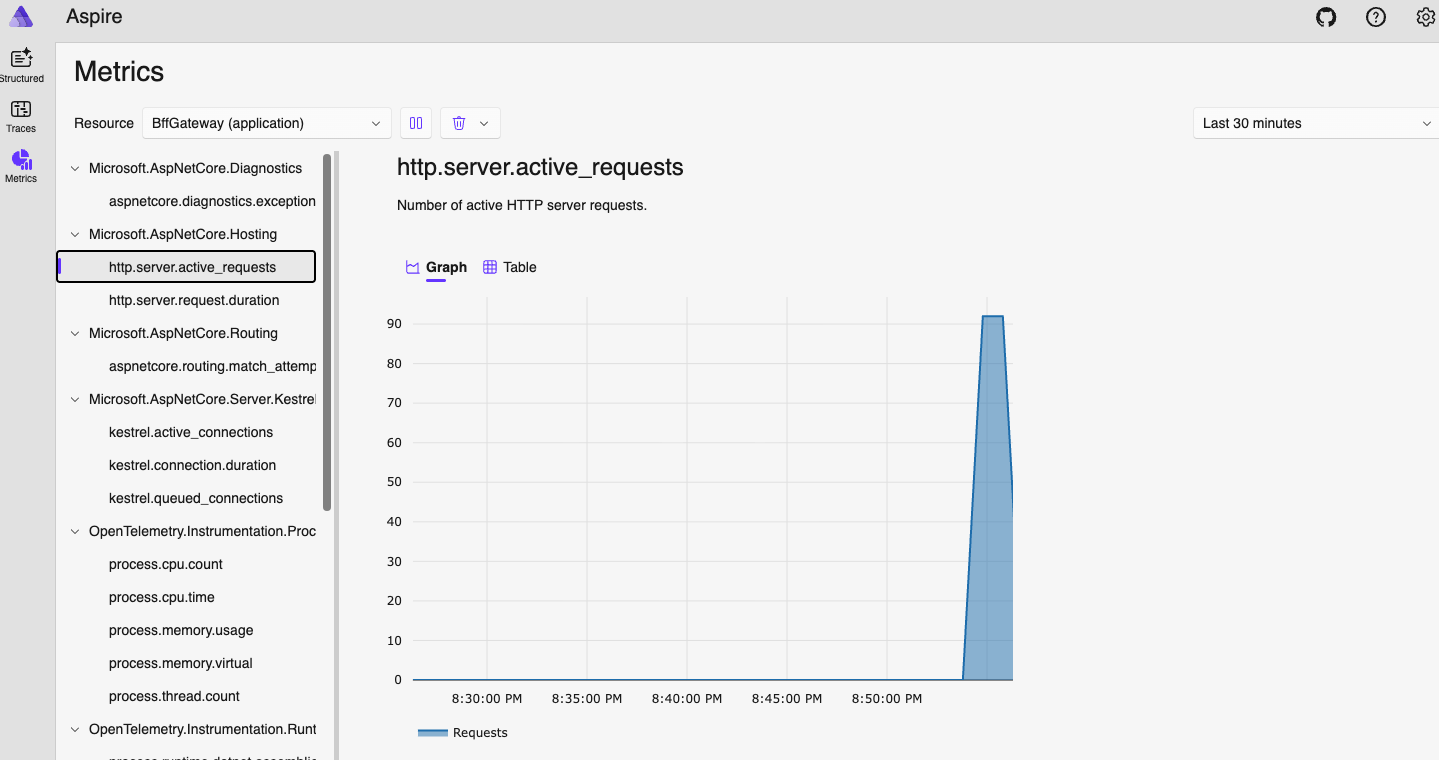 Aspire
Structured
Traces
Metrics
Metrics
Resource
BffGateway (application)
Last 30 minutes
Microsoft.AspNetCore.Diagnostics
aspnetcore.diagnostics.exception
Microsoft.AspNetCore.Hosting
http.server.active_requests
http.server.request.duration
Microsoft.AspNetCore.Routing
aspnetcore.routing.match_attemp
Microsoft.AspNetCore.Server.Kestrel
kestrel.active_connections
kestrel.connection.duration
kestrel.queued_connections
OpenTelemetry.Instrumentation.Proc
process.cpu.count
process.cpu.time
process.memory.usage
process.memory.virtual
process.thread.count
OpenTelemetry.Instrumentation.Runt
http.server.active_requests
Number of active HTTP server requests.
Graph
Table
90
80
70
60
50
40
30
20
10
0
8:30:00 PM 8:35:00 PM 8:40:00 PM 8:45:00 PM 8:50:00 PM
Requests